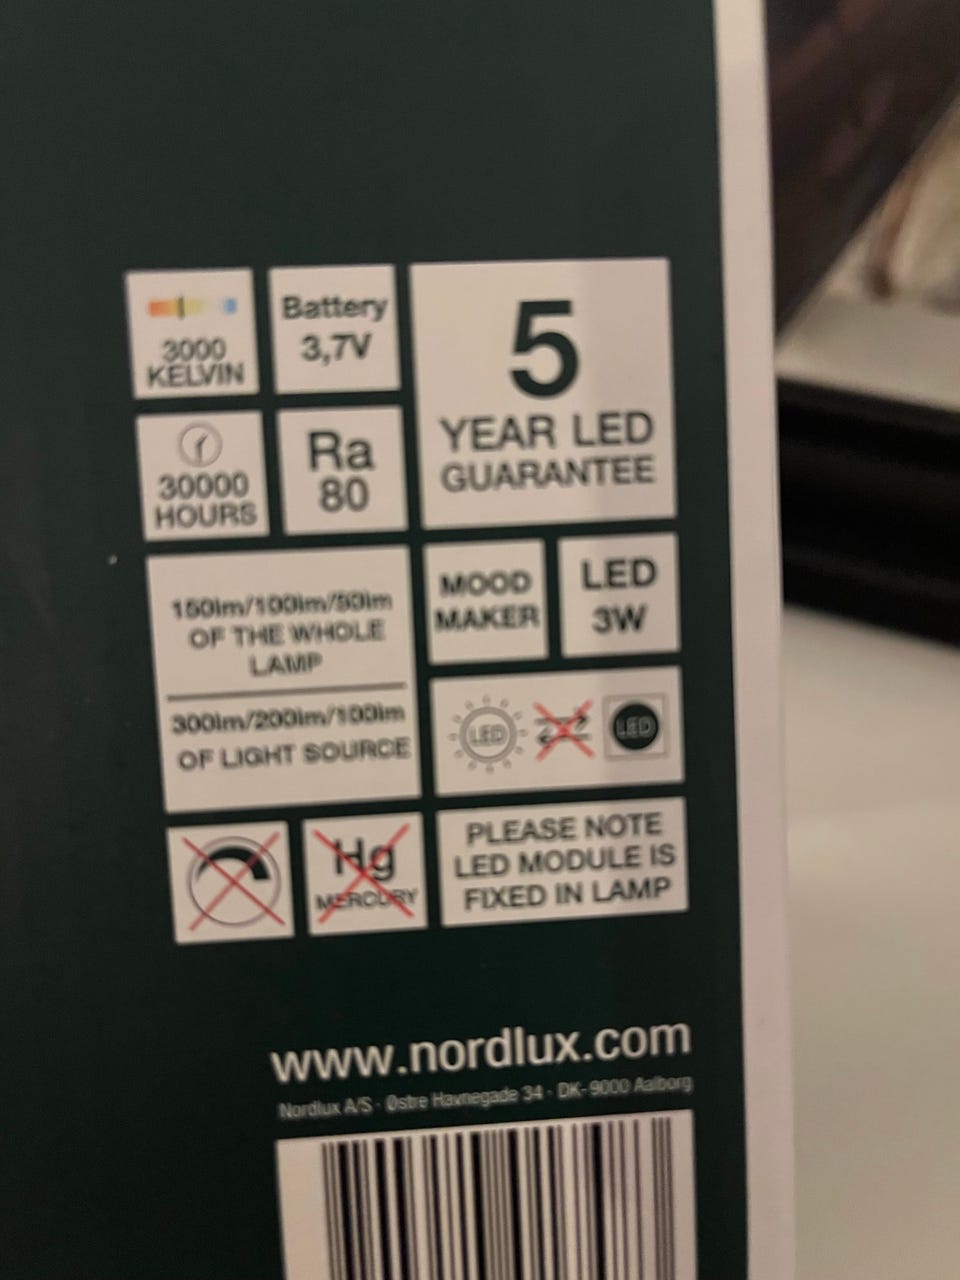 3000
KELVIN
Battery
3,7V
5
YEAR LED
GUARANTEE
30000
HOURS
Ra
80
150lm/100lm/50lm
OF THE WHOLE
LAMP
300lm/200lm/100lm
OF LIGHT SOURCE
MOOD
MAKER
LED
3W
LED
LED
Hg
MERCURY
PLEASE NOTE
LED MODULE IS
FIXED IN LAMP
www.nordlux.com
Nordlux A/S · Østre Havnegade 34 · DK-9000 Aalborg